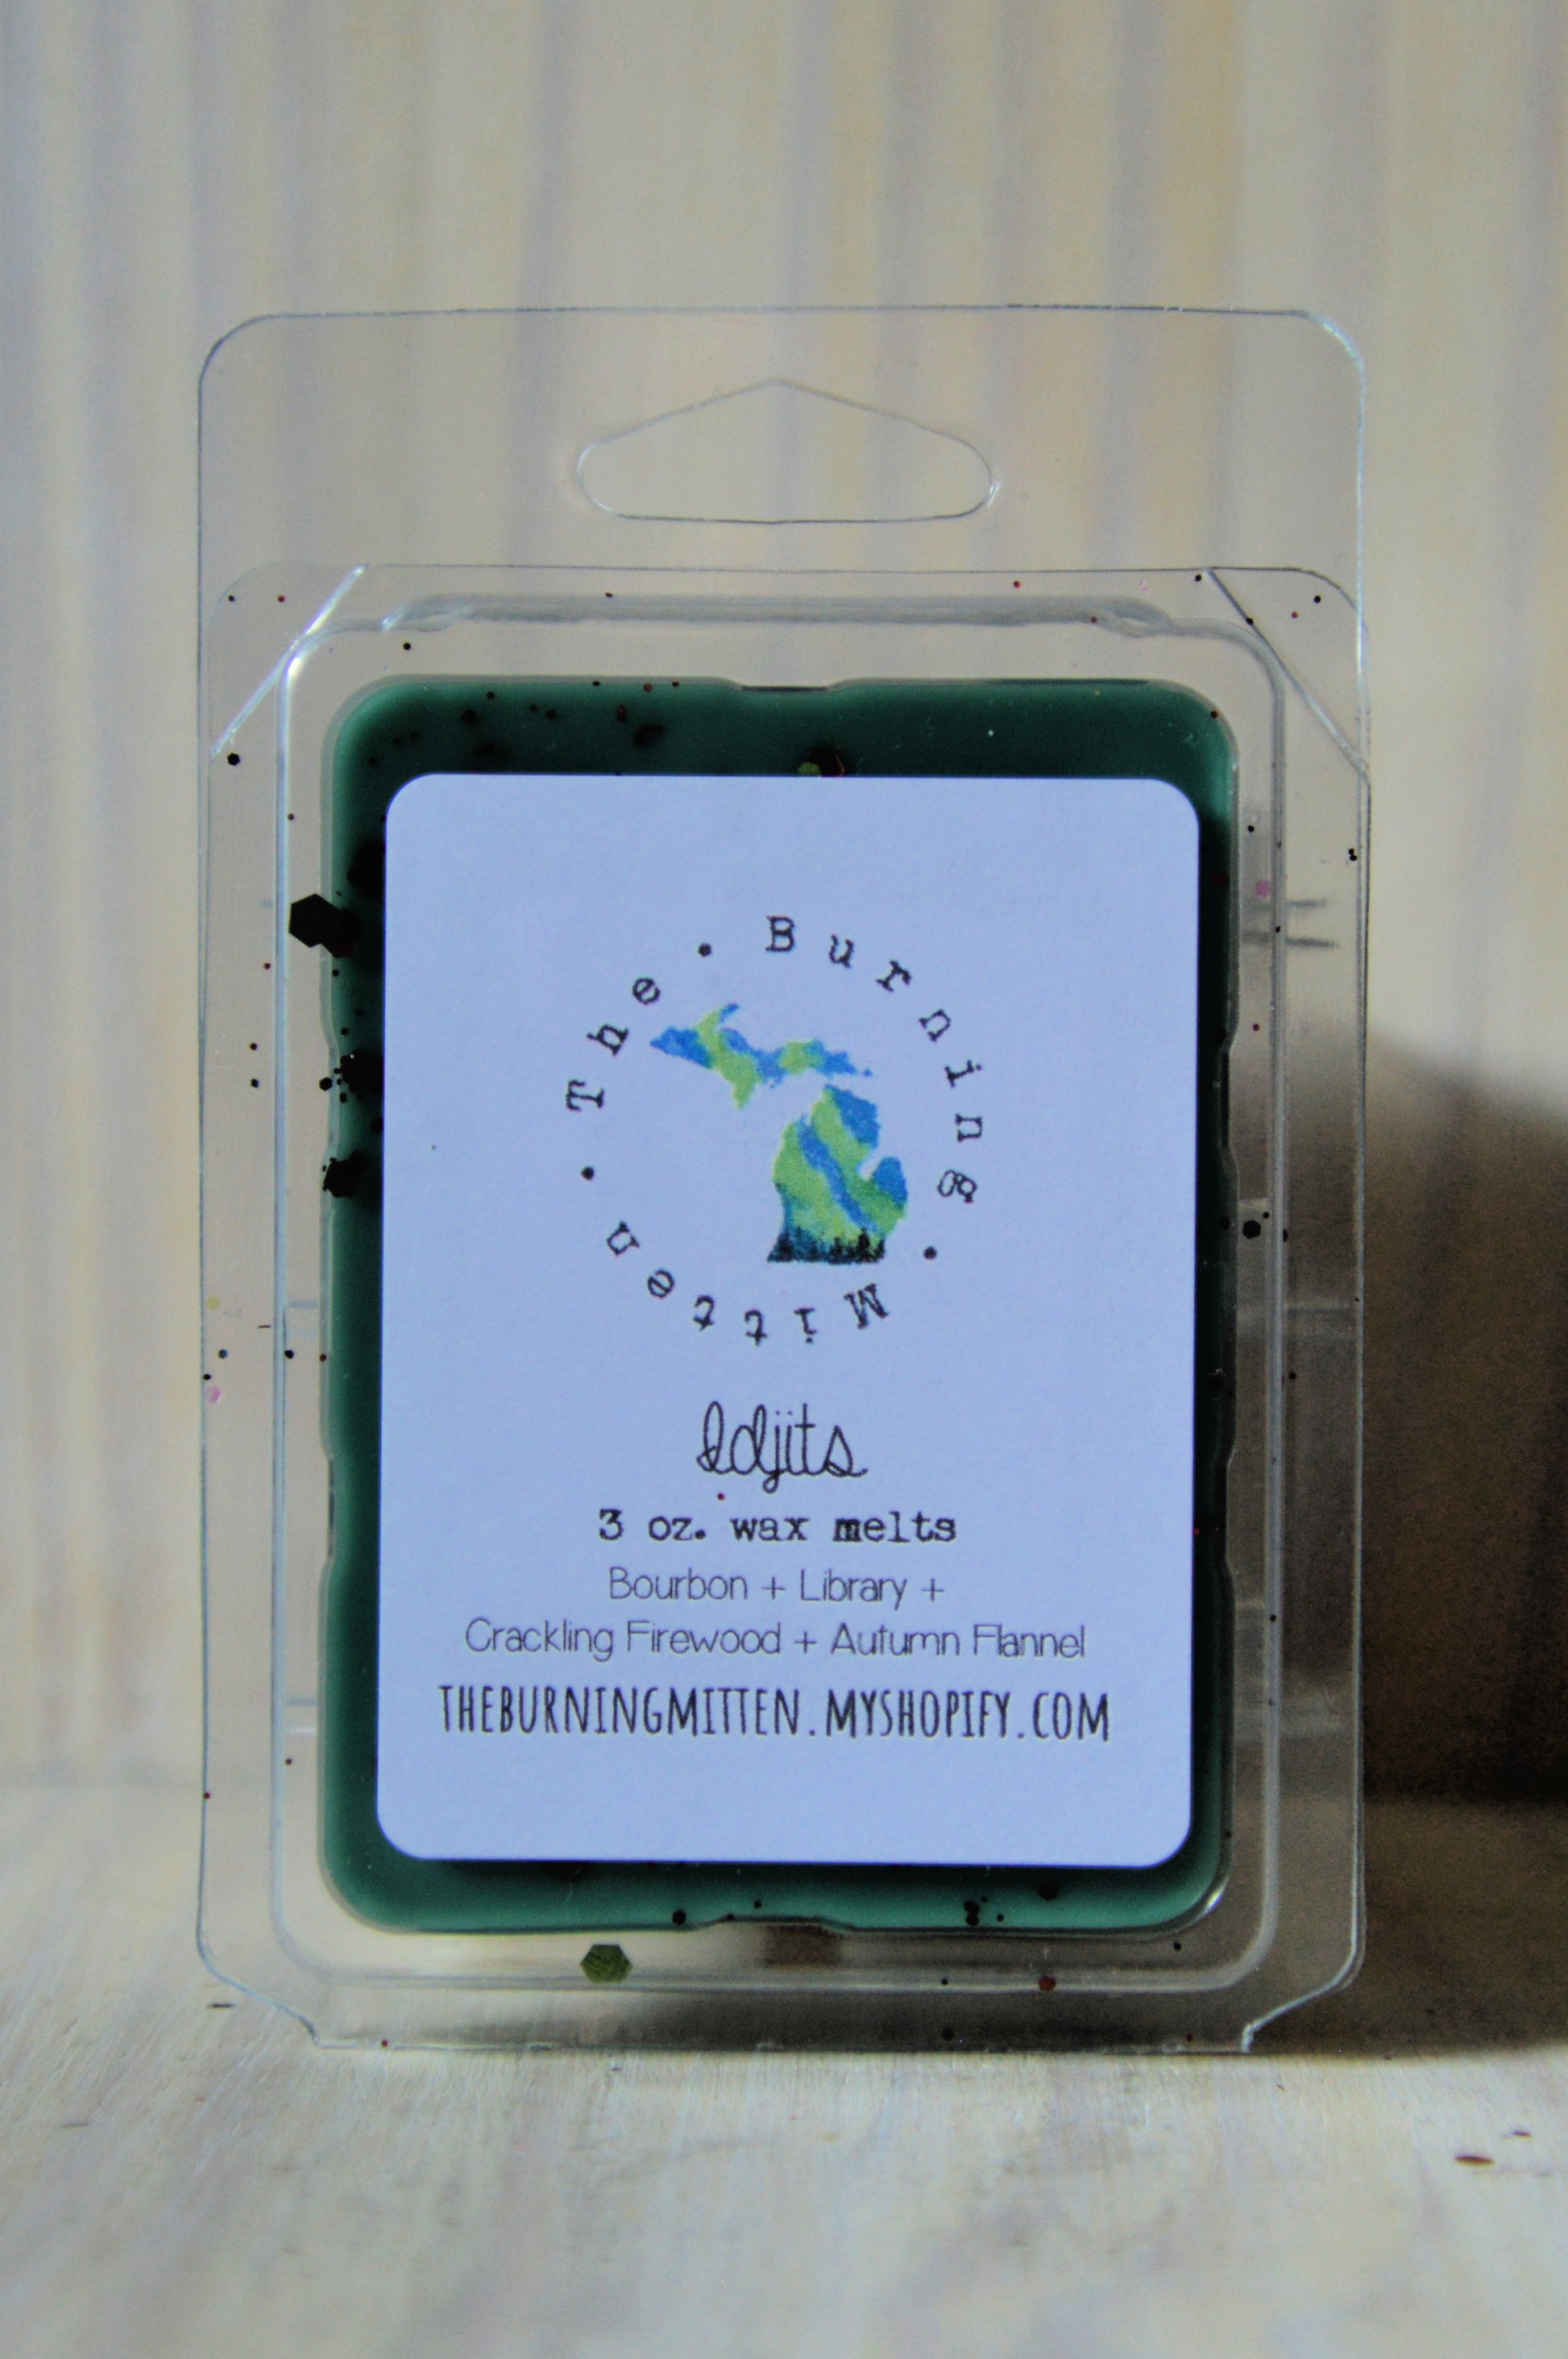 The • Burning • Mitten •
Idjits
3 oz. wax melts
Bourbon + Library +
Crackling Firewood + Autumn Flannel
THEBURNINGMITTEN.MYSHOPIFY.COM